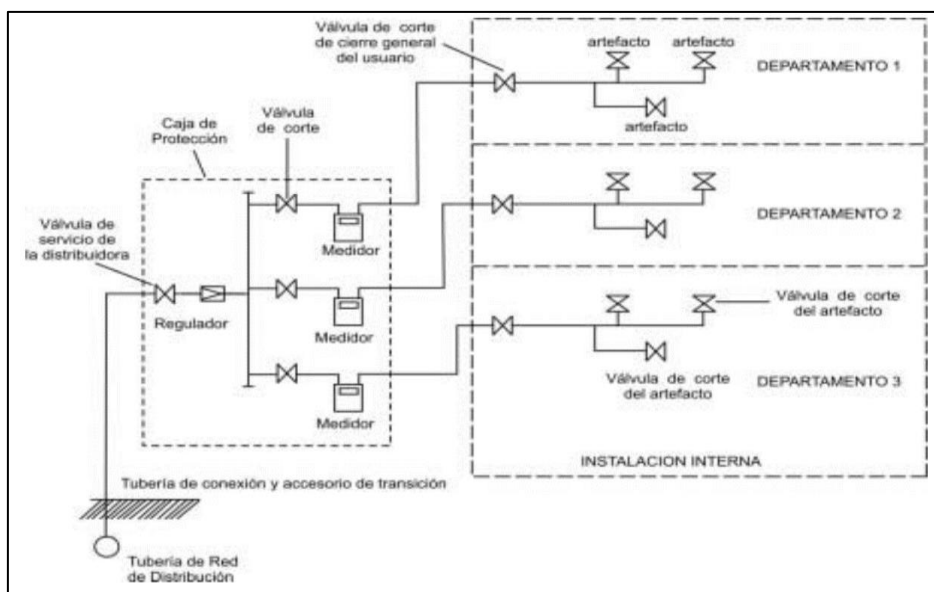 Válvula de corte
de cierre general
del usuario
artefacto
artefacto
DEPARTAMENTO 1
artefacto
Válvula
de corte
Caja de
Protección
Medidor
DEPARTAMENTO 2
Válvula de
servicio de
la distribuidora
Regulador
Medidor
Válvula de corte
del artefacto
Válvula de corte
del artefacto
DEPARTAMENTO 3
Medidor
INSTALACION INTERNA
Tubería de conexión y accesorio de transición
Tubería de Red
de Distribución